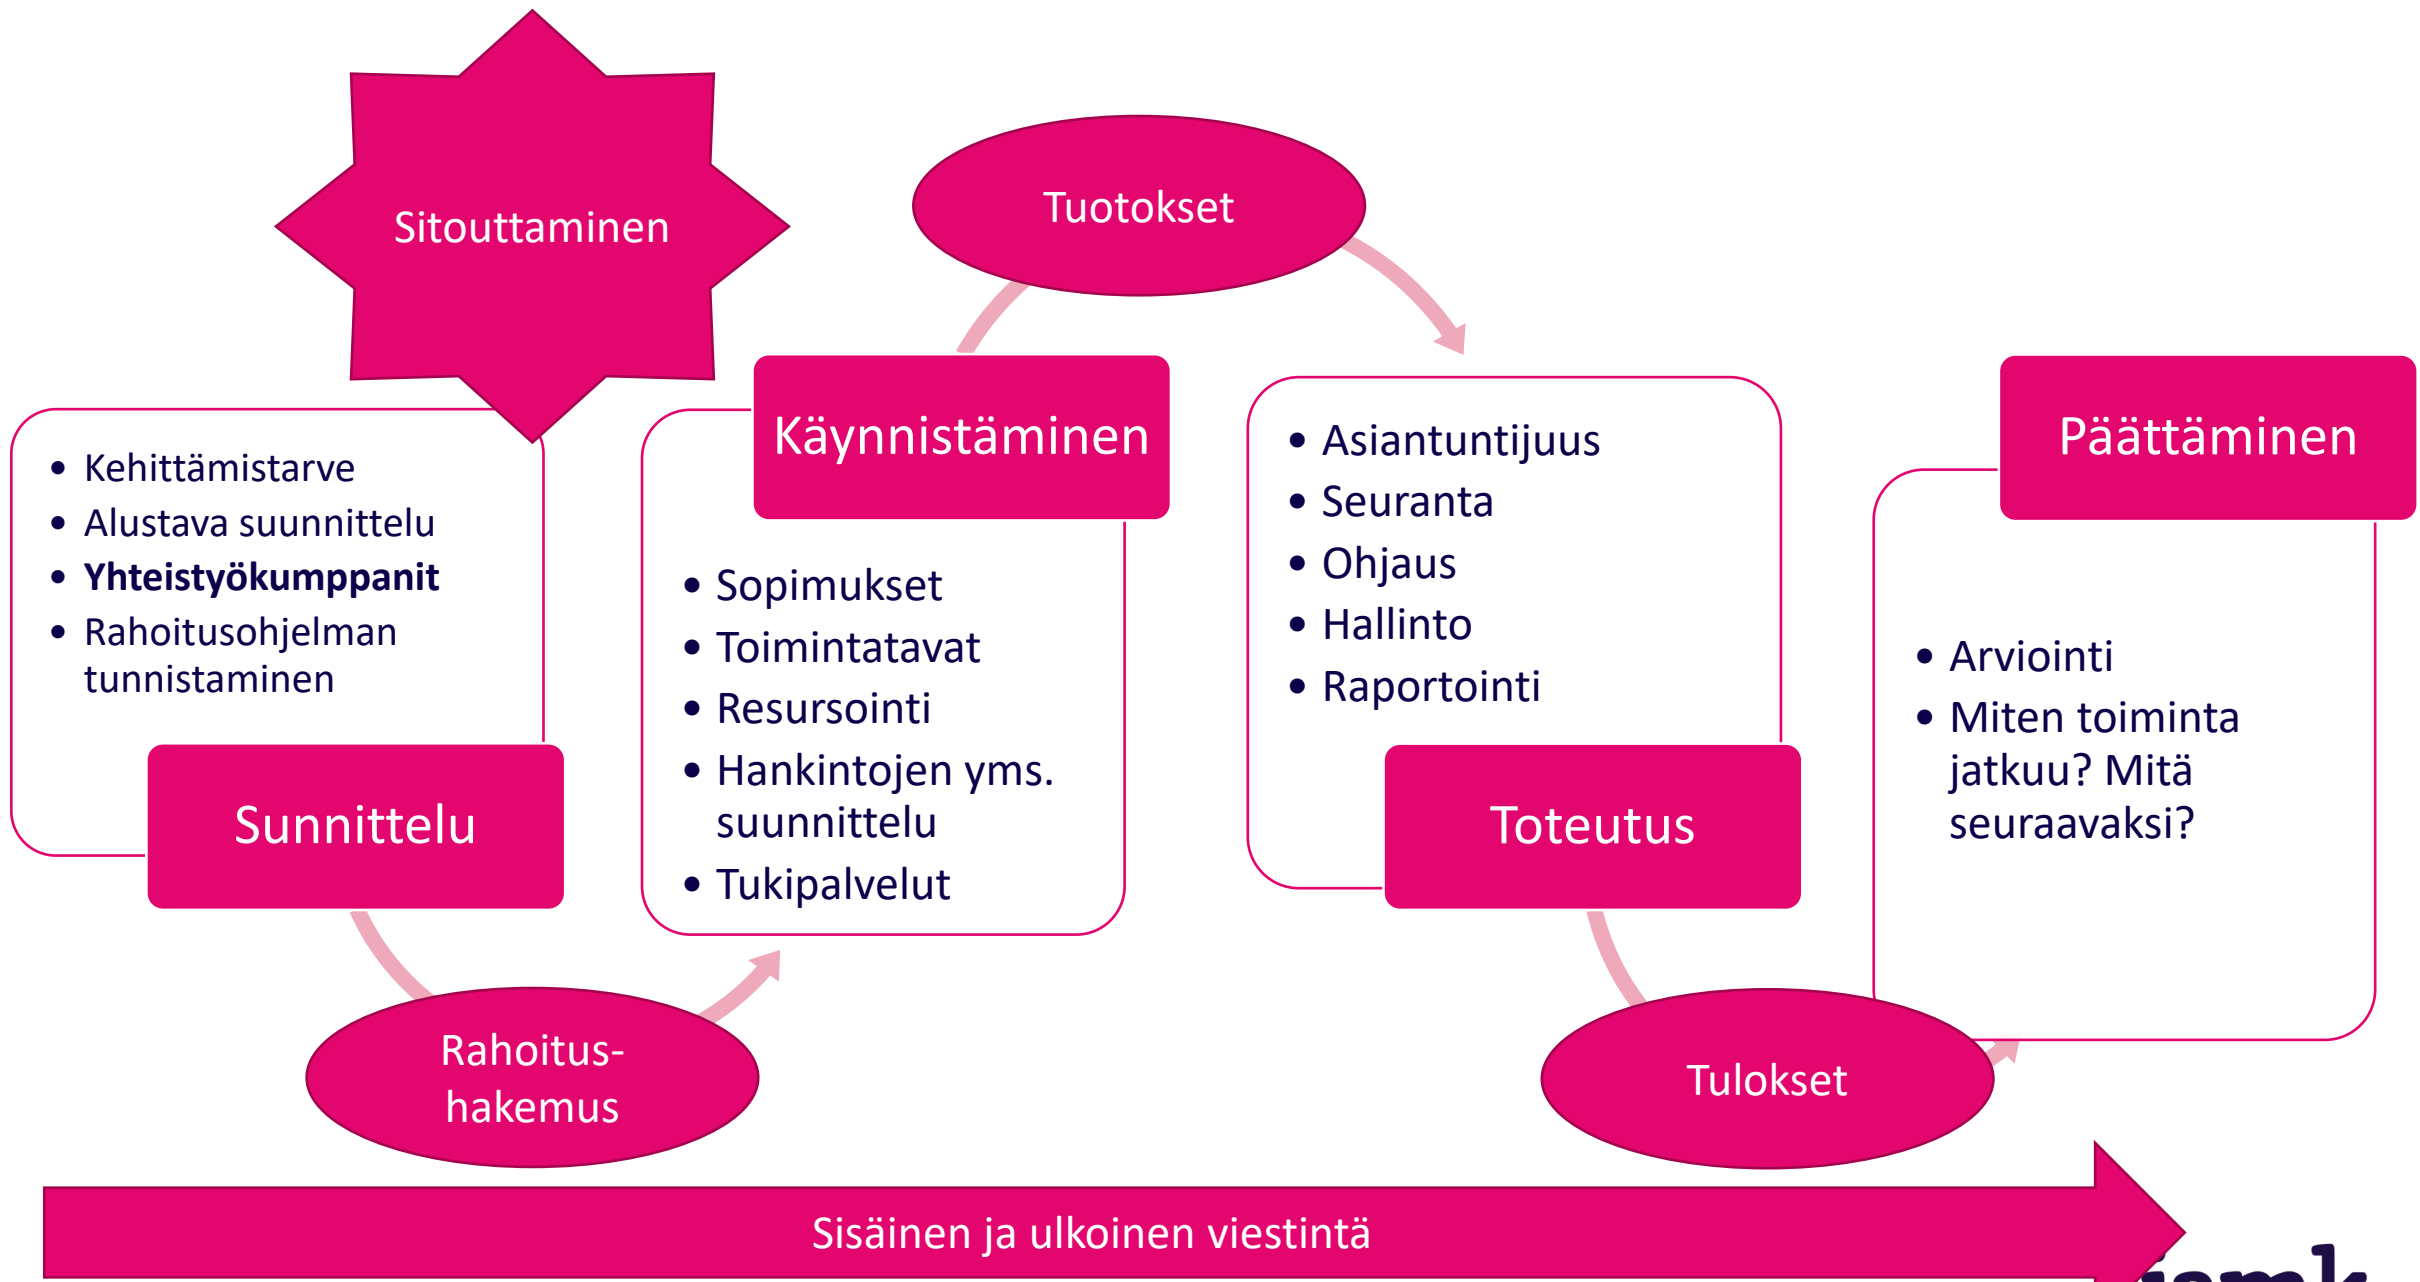 Sitouttaminen
• Kehittämistarve
• Alustava suunnittelu
• Yhteistyökumppanit
• Rahoitusohjelman
tunnistaminen
Sunnittelu
Rahoitus-
hakemus
Käynnistäminen
• Sopimukset
• Toimintatavat
• Resursointi
• Hankintojen yms.
suunnittelu
• Tukipalvelut
Tuotokset
• Asiantuntijuus
• Seuranta
• Ohjaus
• Hallinto
• Raportointi
Toteutus
Tulokset
Päättäminen
• Arviointi
• Miten toiminta
jatkuu? Mitä
seuraavaksi?
Sisäinen ja ulkoinen viestintä